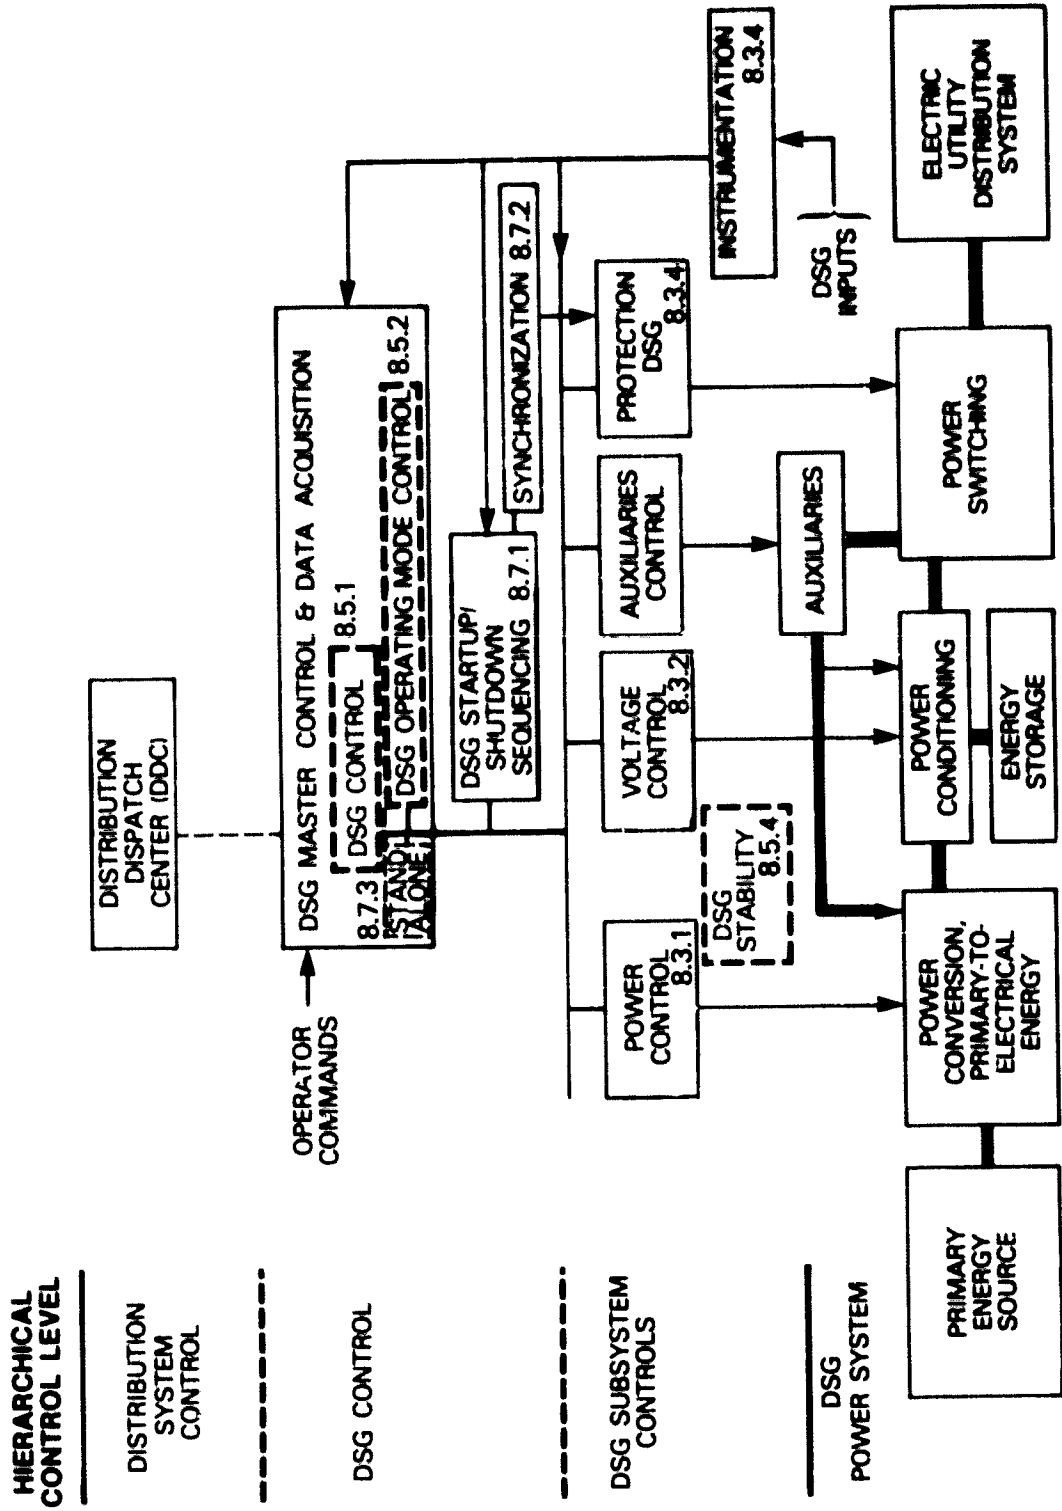 HIERARCHICAL
CONTROL LEVEL
DISTRIBUTION
SYSTEM
CONTROL
DSG CONTROL
DSG SUBSYSTEM
CONTROLS
DSG
POWER SYSTEM
DISTRIBUTION
DISPATCH
CENTER (DDC)
OPERATOR
COMMANDS
DSG MASTER CONTROL & DATA ACQUISITION
DSG CONTROL 8.5.1
8.7.3
STAND
ALONE
DSG OPERATING MODE CONTROL 8.5.2
DSG STARTUP/
SHUTDOWN
SEQUENCING 8.7.1
SYNCHRONIZATION 8.7.2
POWER
CONTROL
8.3.1
VOLTAGE
CONTROL
8.3.2
AUXILIARIES
CONTROL
PROTECTION
DSG
8.3.4
INSTRUMENTATION
8.3.4
DSG
STABILITY
8.5.4
DSG
INPUTS
AUXILIARIES
PRIMARY
ENERGY
SOURCE
POWER
CONVERSION,
PRIMARY-TO-
ELECTRICAL
ENERGY
POWER
CONDITIONING
ENERGY
STORAGE
POWER
SWITCHING
ELECTRIC
UTILITY
DISTRIBUTION
SYSTEM